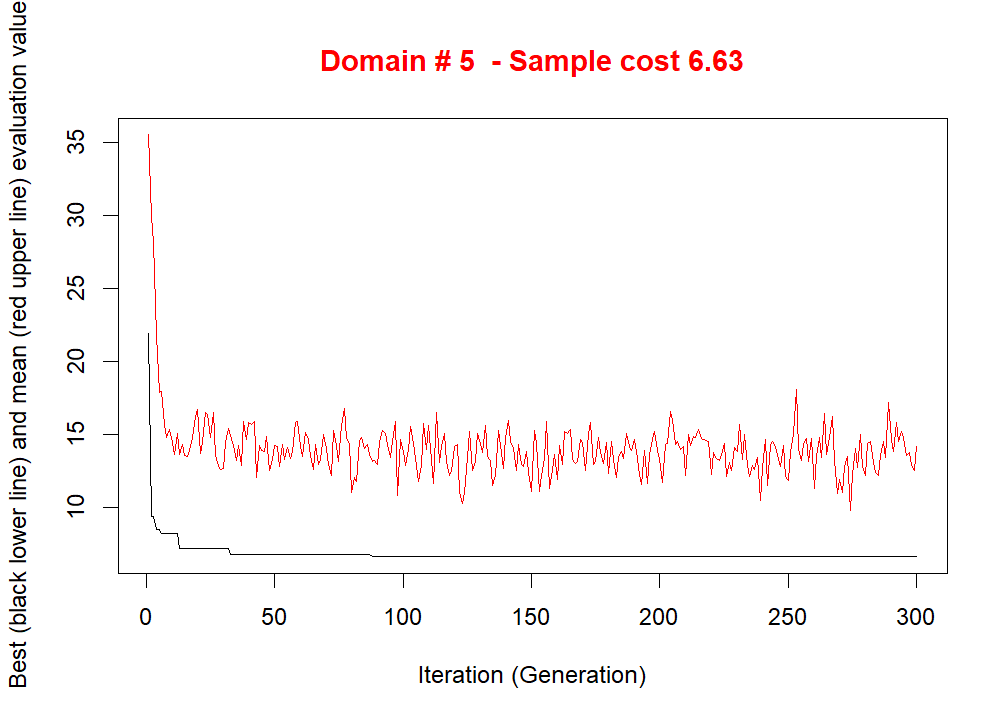 Domain # 5  - Sample cost 6.63
Best (black lower line) and mean (red upper line) evaluation value
35
30
25
20
15
10
0 50 100 150 200 250 300
Iteration (Generation)